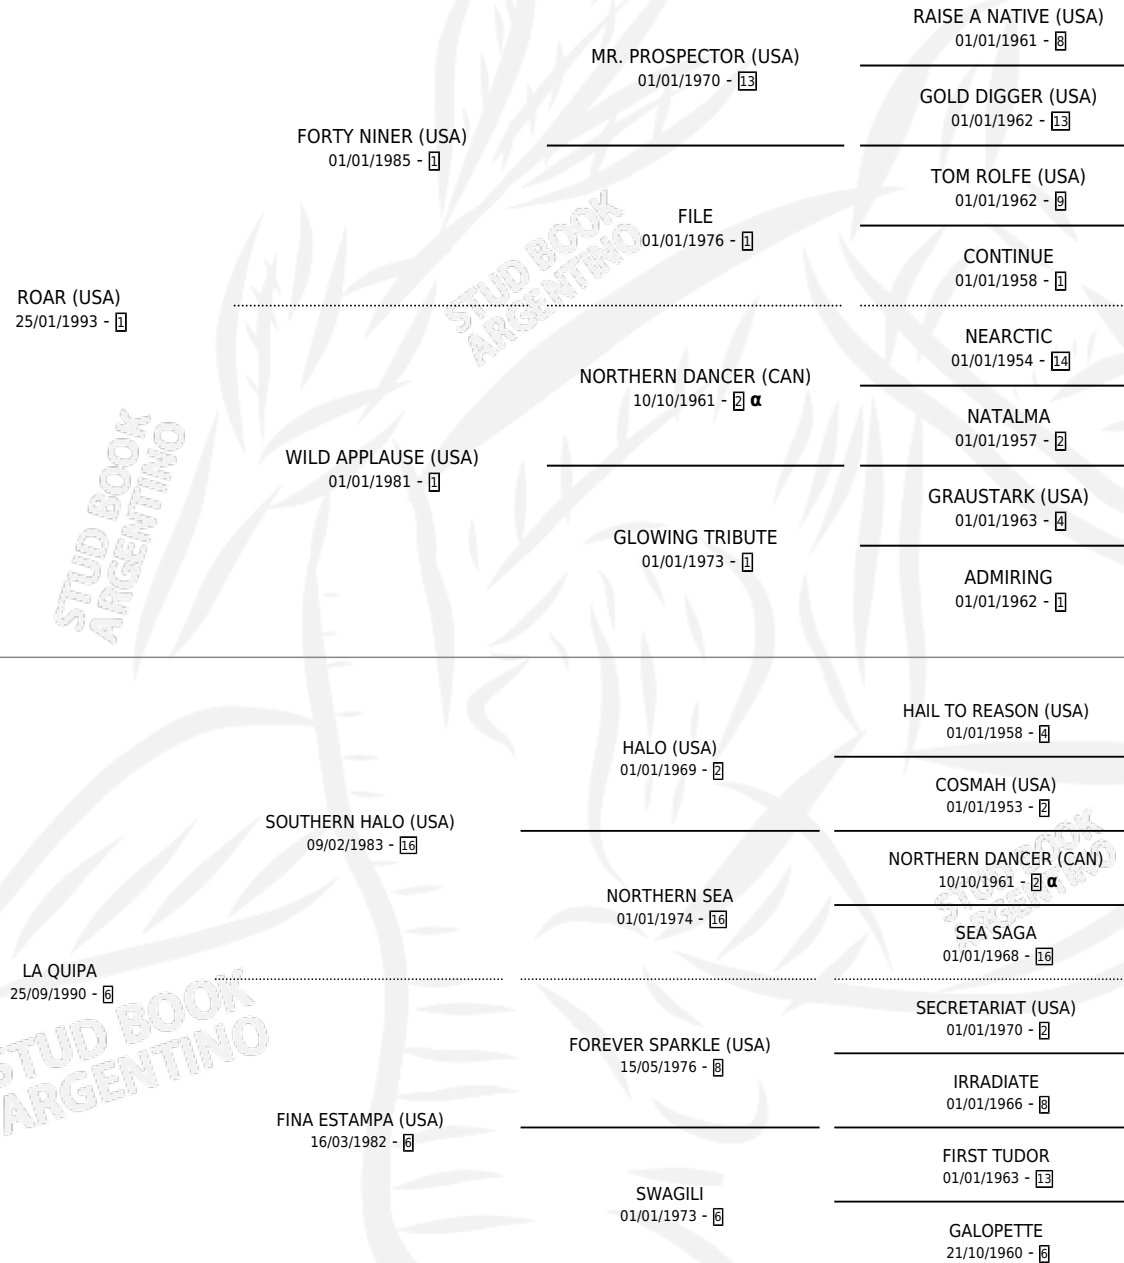 RAISE A NATIVE (USA)
01/01/1961 - 8
MR. PROSPECTOR (USA)
01/01/1970 - 13
GOLD DIGGER (USA)
01/01/1962 - 13
FORTY NINER (USA)
01/01/1985 - 1
TOM ROLFE (USA)
01/01/1962 - 9
FILE
01/01/1976 - 1
CONTINUE
01/01/1958 - 1
ROAR (USA)
25/01/1993 - 1
NEARCTIC
01/01/1954 - 14
NORTHERN DANCER (CAN)
10/10/1961 - 2 α
NATALMA
01/01/1957 - 2
WILD APPLAUSE (USA)
01/01/1981 - 1
GRAUSTARK (USA)
01/01/1963 - 4
GLOWING TRIBUTE
01/01/1973 - 1
ADMIRING
01/01/1962 - 1
HAIL TO REASON (USA)
01/01/1958 - 4
HALO (USA)
01/01/1969 - 2
COSMAH (USA)
01/01/1953 - 2
SOUTHERN HALO (USA)
09/02/1983 - 16
NORTHERN DANCER (CAN)
10/10/1961 - 2 α
NORTHERN SEA
01/01/1974 - 16
SEA SAGA
01/01/1968 - 16
LA QUIPA
25/09/1990 - 6
SECRETARIAT (USA)
01/01/1970 - 2
FOREVER SPARKLE (USA)
15/05/1976 - 8
IRRADIATE
01/01/1966 - 8
FINA ESTAMPA (USA)
16/03/1982 - 6
FIRST TUDOR
01/01/1963 - 13
SWAGILI
01/01/1973 - 6
GALOPETTE
21/10/1960 - 6
STUD BOOK
ARGENTINO
STUD BOOK
ARGENTINO
STUD BOOK
ARGENTINO
STUD BOOK
ARGENTINO